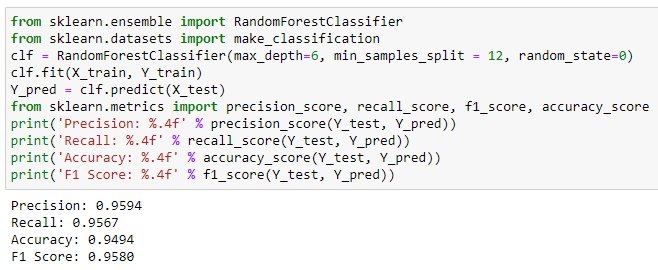 from sklearn.ensemble import RandomForestClassifier
from sklearn.datasets import make_classification
clf = RandomForestClassifier(max_depth=6, min_samples_split = 12, random_state=0)
clf.fit(X_train, Y_train)
Y_pred = clf.predict(X_test)
from sklearn.metrics import precision_score, recall_score, f1_score, accuracy_score
print('Precision: %.4f' % precision_score(Y_test, Y_pred))
print('Recall: %.4f' % recall_score(Y_test, Y_pred))
print('Accuracy: %.4f' % accuracy_score(Y_test, Y_pred))
print('F1 Score: %.4f' % f1_score(Y_test, Y_pred))
Precision: 0.9594
Recall: 0.9567
Accuracy: 0.9494
F1 Score: 0.9580